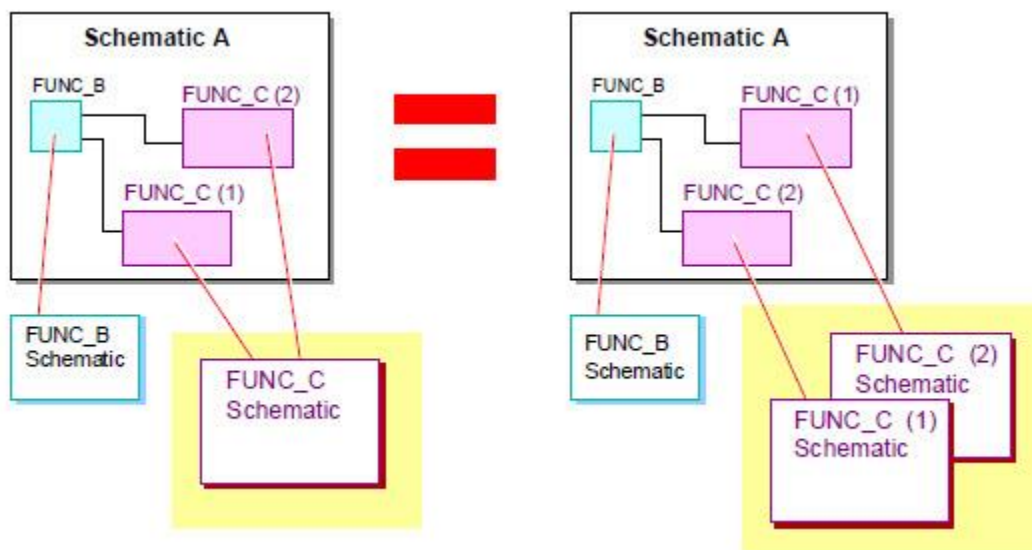 Schematic A
FUNC_B
FUNC_C (2)
FUNC_C (1)
FUNC_B
Schematic
FUNC_C
Schematic
Schematic A
FUNC_B
FUNC_C (1)
FUNC_C (2)
FUNC_B
Schematic
FUNC_C (2)
Schematic
FUNC_C (1)
Schematic